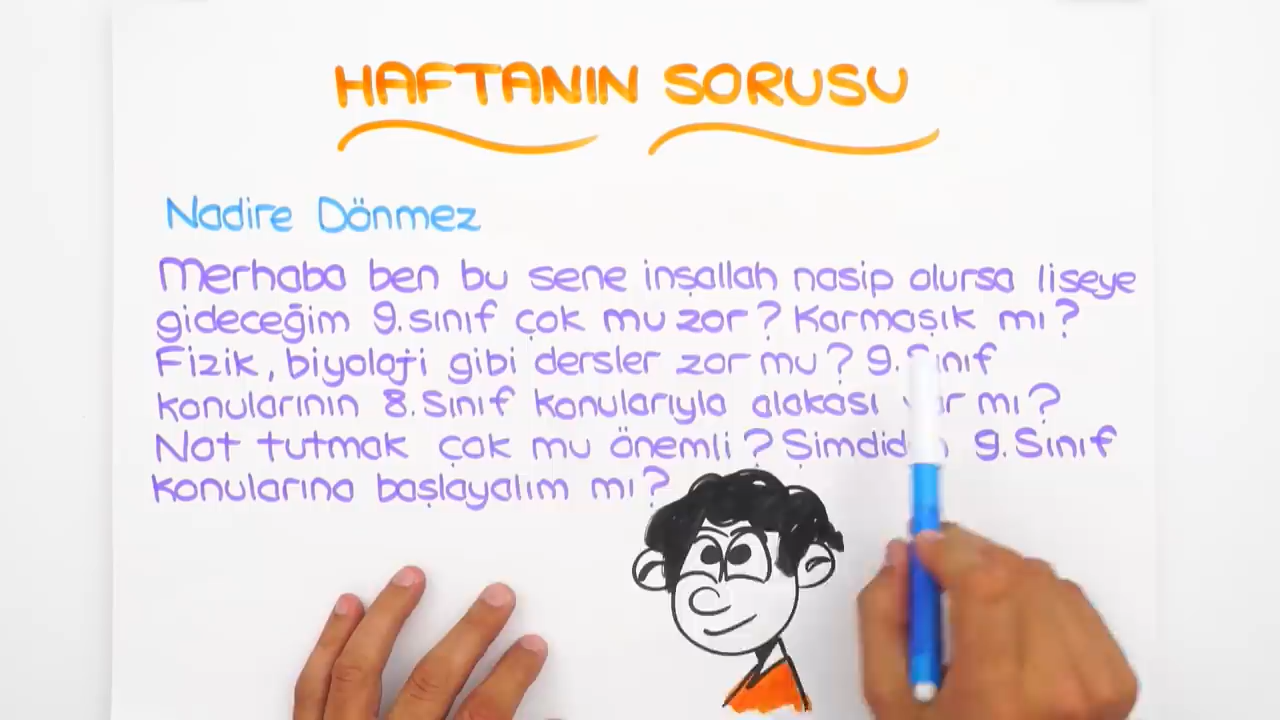 HAFTANIN SORUSU
Nadire Dönmez
Merhaba ben bu sene inşallah nasip olursa liseye
gideceğim 9.sınıf çok mu zor? Karmaşık mı?
Fizik, biyoloji gibi dersler zor mu? 9. Sınıf
konularının 8. Sınıf konularıyla alakası mı?
Not tutmak çok mu önemli? 9. Sınıf
konularına başlayalım mı?